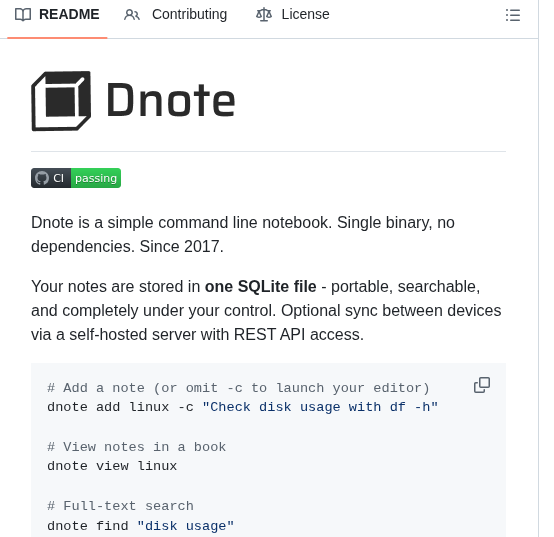 README Contributing License
Dnote
CI passing
Dnote is a simple command line notebook. Single binary, no
dependencies. Since 2017.
Your notes are stored in one SQLite file - portable, searchable,
and completely under your control. Optional sync between devices
via a self-hosted server with REST API access.
# Add a note (or omit -c to launch your editor)
dnote add linux -c "Check disk usage with df -h"
# View notes in a book
dnote view linux
# Full-text search
dnote find "disk usage"